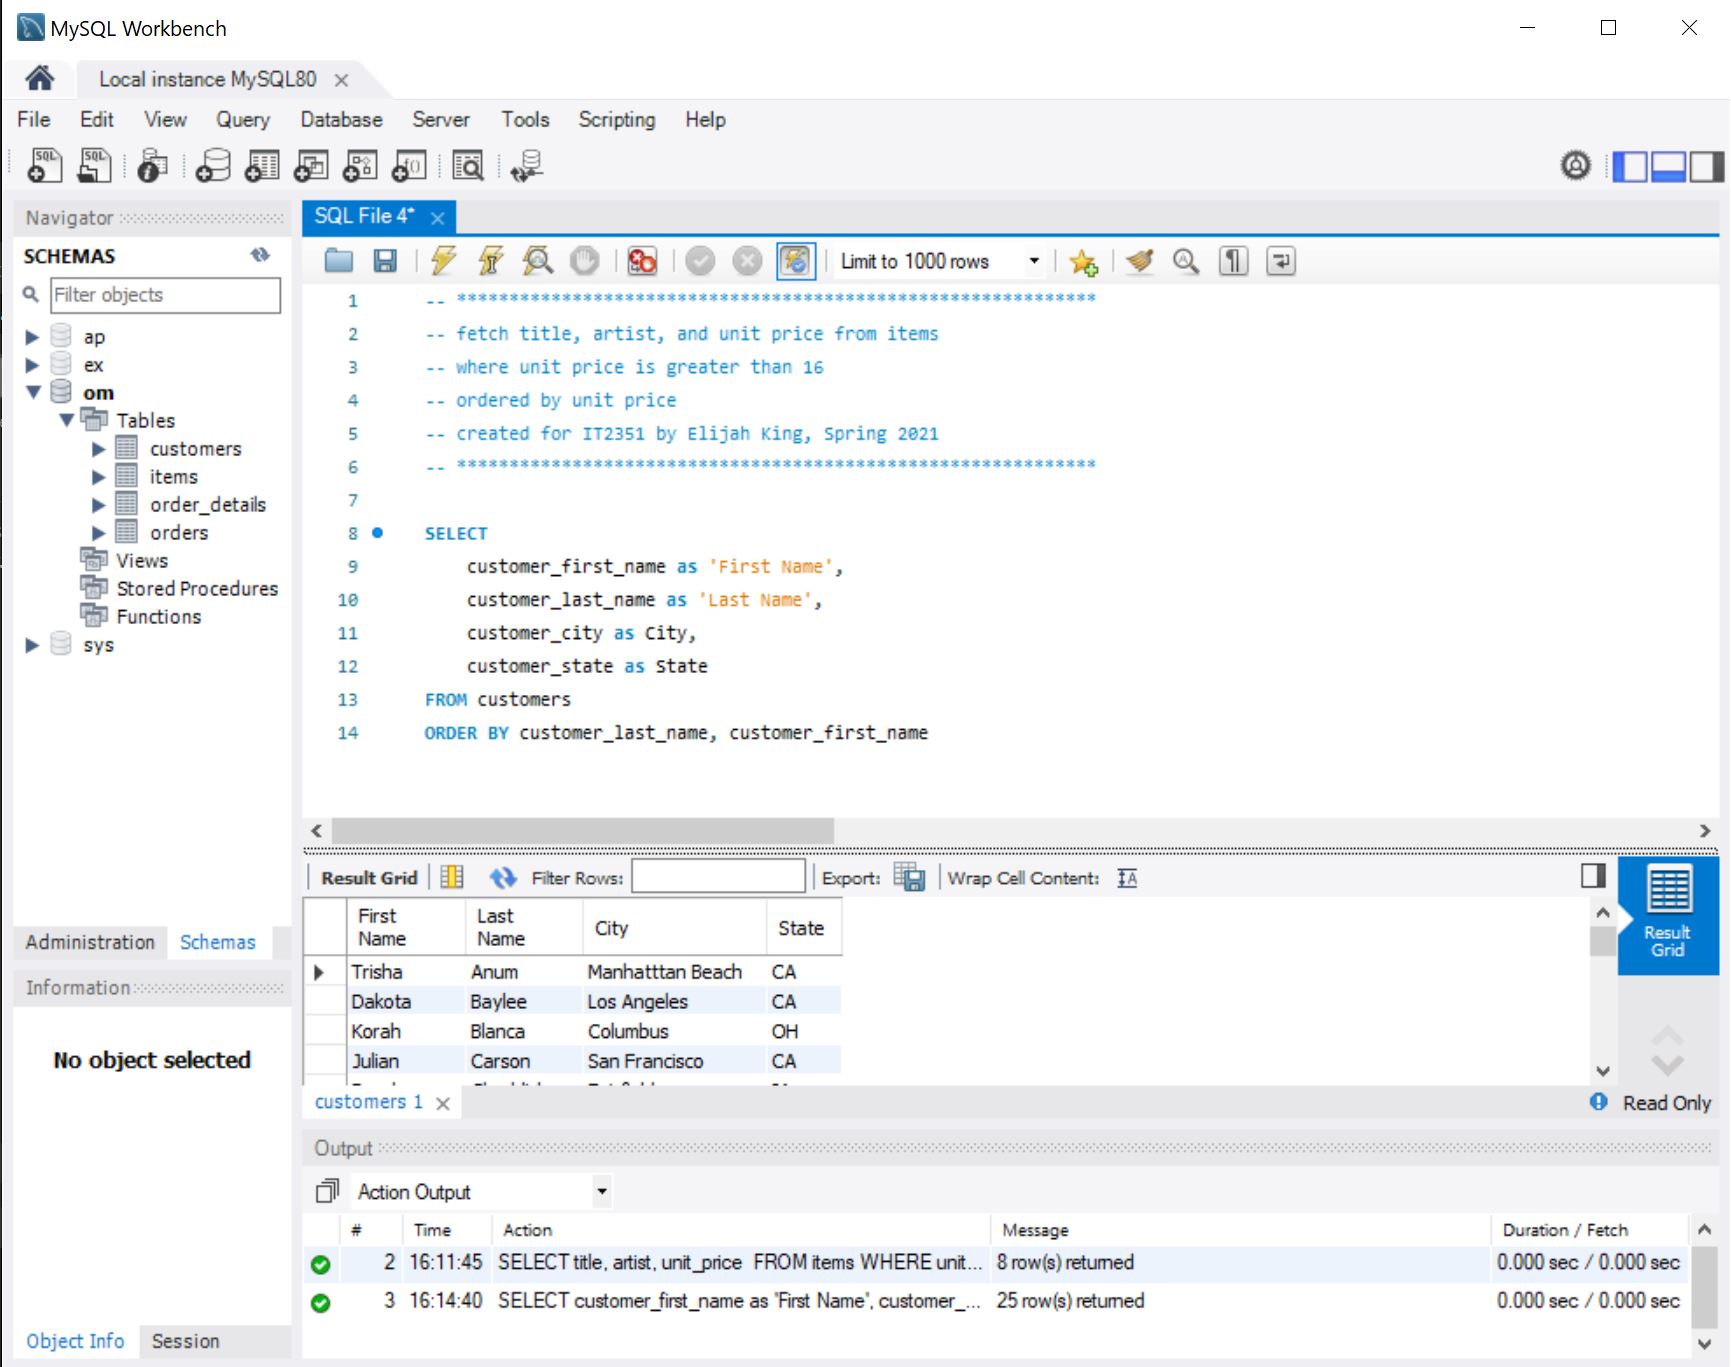 MySQL Workbench
Local instance MySQL80
File Edit View Query Database Server Tools Scripting Help
Navigator
SCHEMAS
Filter objects
ap
ex
om
Tables
customers
items
order_details
orders
Views
Stored Procedures
Functions
sys
Administration Schemas
Information
No object selected
Object Info Session
SQL File 4*
Limit to 1000 rows
1 -- *************************************************************
2 -- fetch title, artist, and unit price from items
3 -- where unit price is greater than 16
4 -- ordered by unit price
5 -- created for IT2351 by Elijah King, Spring 2021
6 -- *************************************************************
7
8 SELECT
9 customer_first_name as 'First Name',
10 customer_last_name as 'Last Name',
11 customer_city as City,
12 customer_state as State
13 FROM customers
14 ORDER BY customer_last_name, customer_first_name
Result Grid Filter Rows: Export: Wrap Cell Content:
First Name Last Name City State
Trisha Anum Manhatttan Beach CA
Dakota Baylee Los Angeles CA
Korah Blanca Columbus OH
Julian Carson San Francisco CA
Result
Grid
customers 1
Read Only
Output
Action Output
# Time Action Message Duration / Fetch
2 16:11:45 SELECT title, artist, unit_price FROM items WHERE unit... 8 row(s) returned 0.000 sec / 0.000 sec
3 16:14:40 SELECT customer_first_name as 'First Name', customer_... 25 row(s) returned 0.000 sec / 0.000 sec